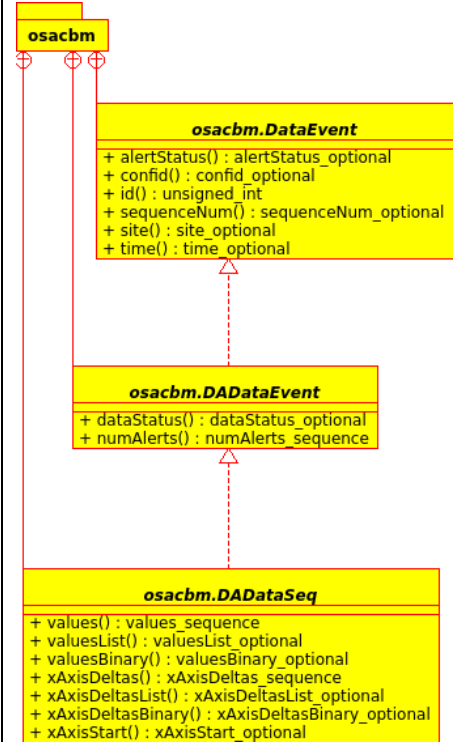 osacbm
osacbm.DataEvent
+ alertStatus() : alertStatus_optional
+ confid() : confid_optional
+ id() : unsigned_int
+ sequenceNum() : sequenceNum_optional
+ site() : site_optional
+ time() : time_optional
osacbm.DADataEvent
+ dataStatus() : dataStatus_optional
+ numAlerts() : numAlerts_sequence
osacbm.DADataSeq
+ values() : values_sequence
+ valuesList() : valuesList_optional
+ valuesBinary() : valuesBinary_optional
+ xAxisDeltas() : xAxisDeltas_sequence
+ xAxisDeltasList() : xAxisDeltasList_optional
+ xAxisDeltasBinary() : xAxisDeltasBinary_optional
+ xAxisStart() : xAxisStart_optional